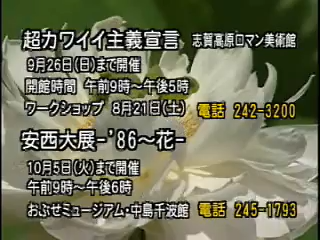 超カワイイ主義宣言 志賀高原ロマン美術館
9月26日(日)まで開催
開館時間 午前9時～午後5時
ワークショップ 8月21日(土) 電話 242-3200
安西大展-'86～花-
10月5日(火)まで開催
午前9時～午後6時
おぶせミュージアム・中島千波館 電話 245-1793